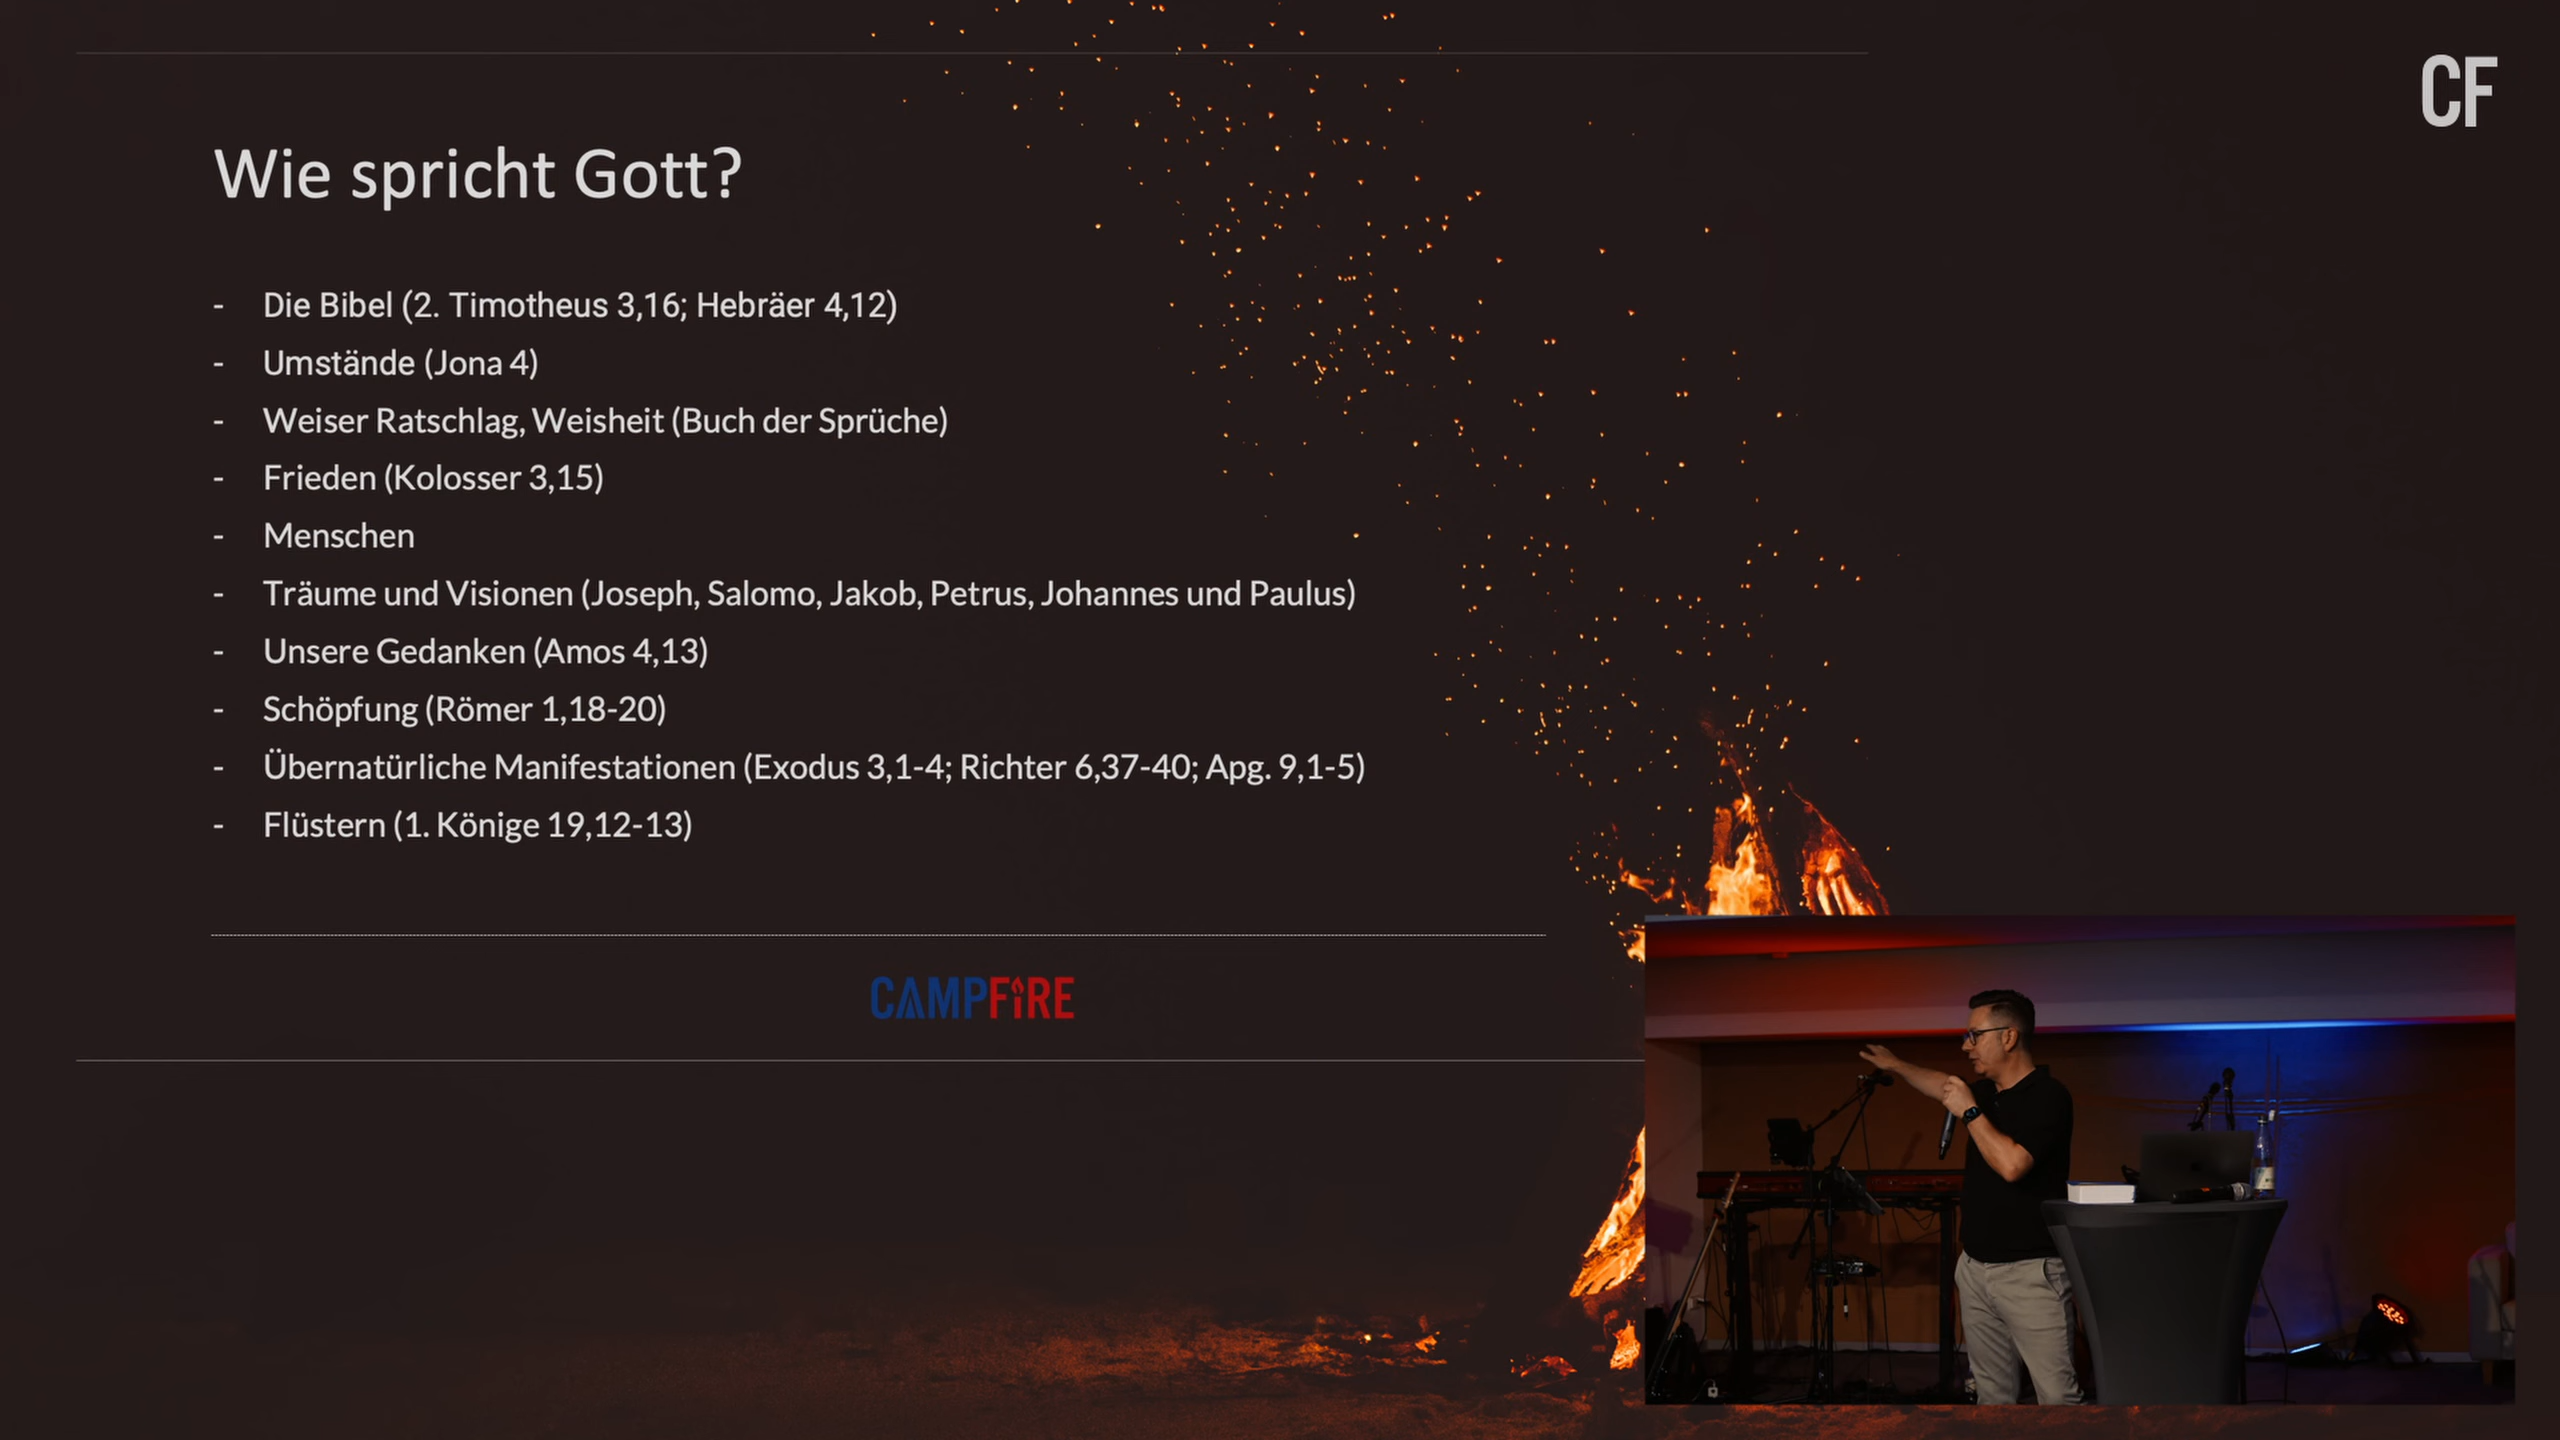 CF
Wie spricht Gott?
- Die Bibel (2. Timotheus 3,16; Hebräer 4,12)
- Umstände (Jona 4)
- Weiser Ratschlag, Weisheit (Buch der Sprüche)
- Frieden (Kolosser 3,15)
- Menschen
- Träume und Visionen (Joseph, Salomo, Jakob, Petrus, Johannes und Paulus)
- Unsere Gedanken (Amos 4,13)
- Schöpfung (Römer 1,18-20)
- Übernatürliche Manifestationen (Exodus 3,1-4; Richter 6,37-40; Apg. 9,1-5)
- Flüstern (1. Könige 19,12-13)
CAMPFIRE